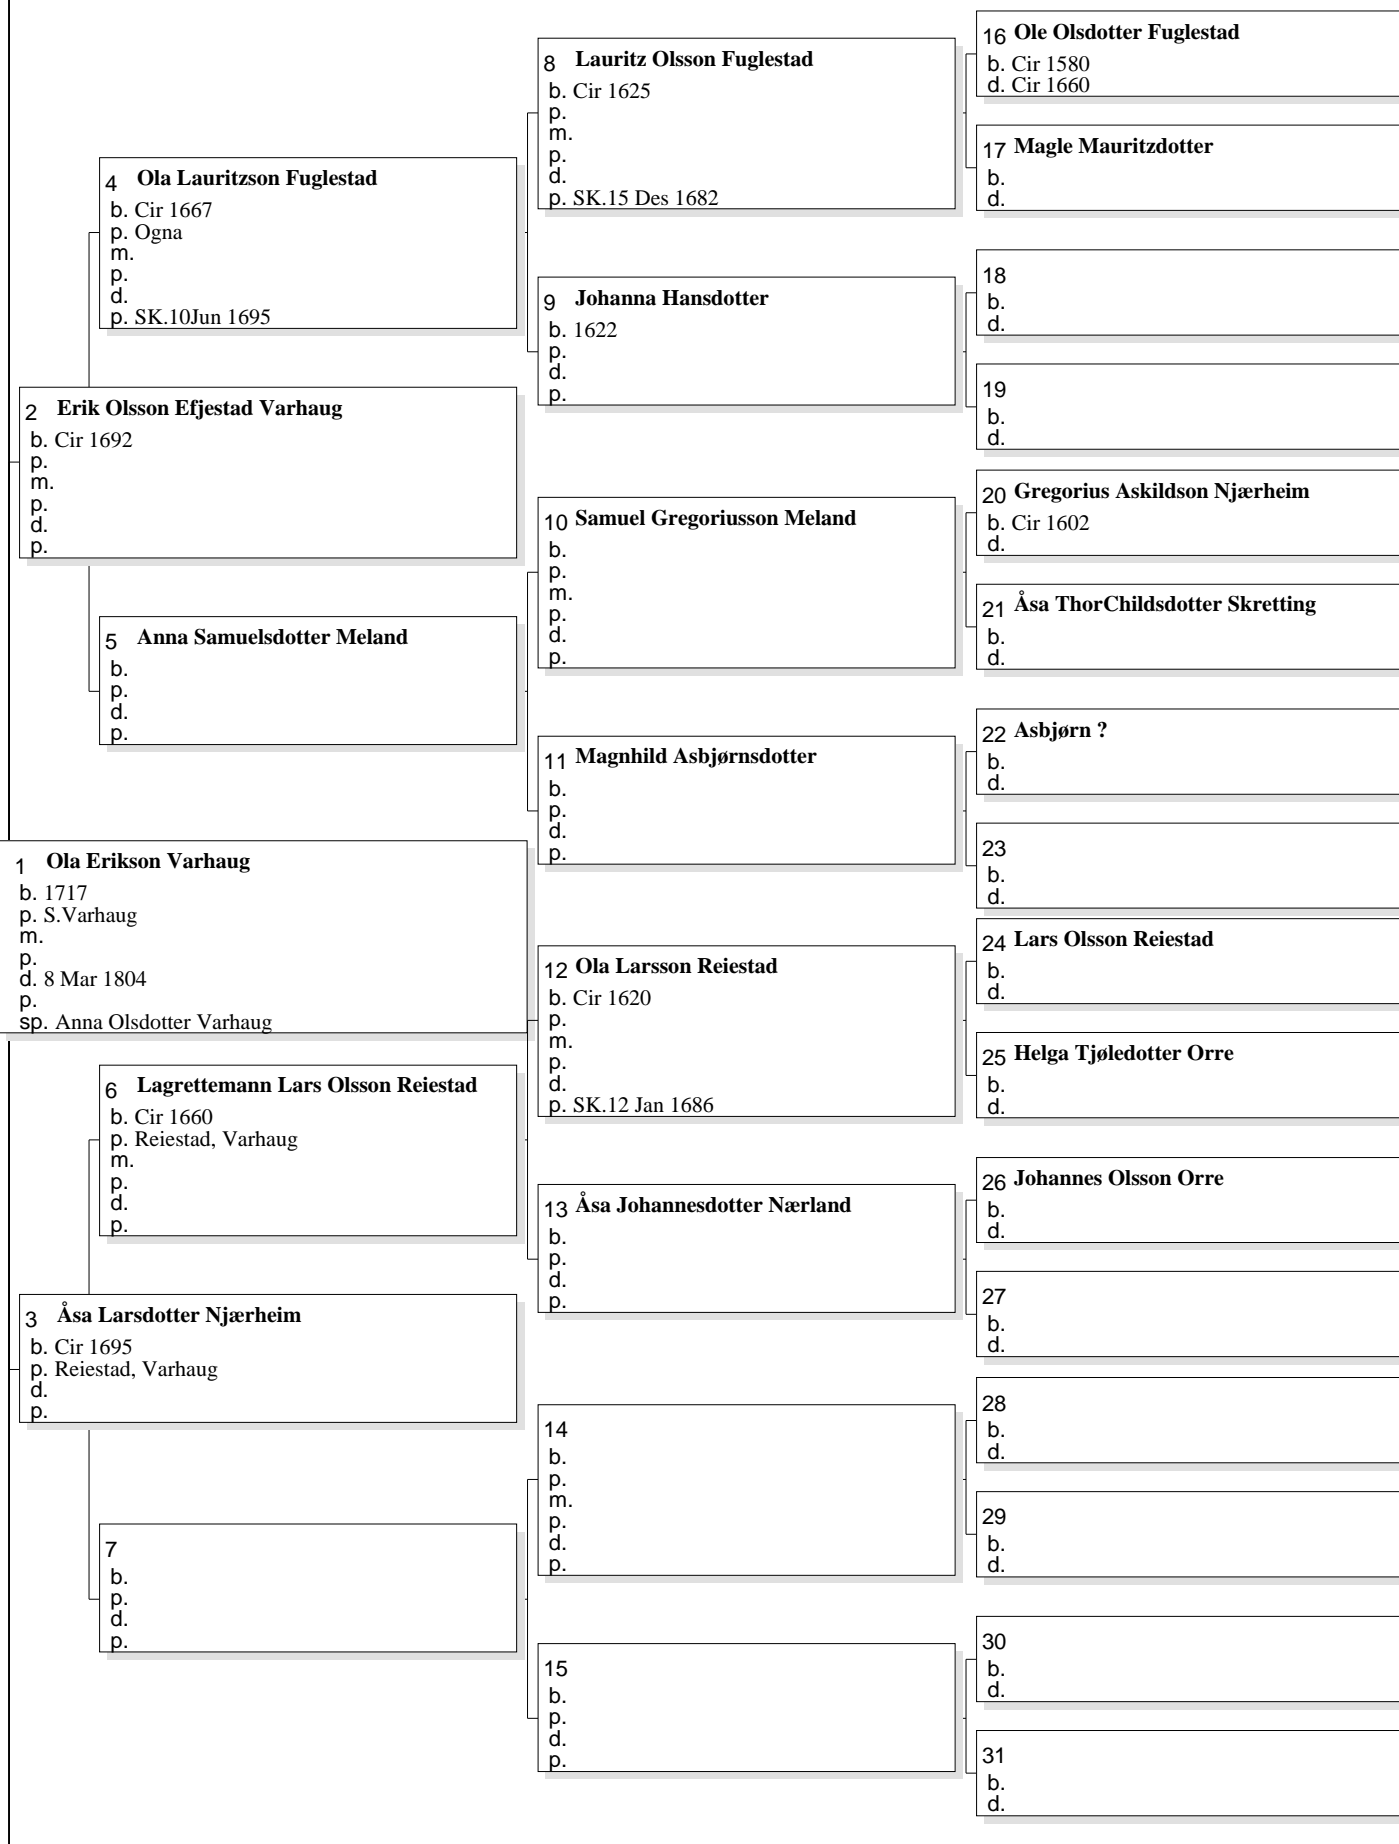 16 Ole Olsdotter Fuglestad
b. Cir 1580
d. Cir 1660
8 Lauritz Olsson Fuglestad
b. Cir 1625
p.
m.
p.
d.
p. SK.15 Des 1682
17 Magle Mauritzdotter
b.
d.
4 Ola Lauritzson Fuglestad
b. Cir 1667
p. Ogna
m.
p.
d.
p. SK.10Jun 1695
18
b.
d.
9 Johanna Hansdotter
b. 1622
p.
d.
p.
19
b.
d.
2 Erik Olsson Efjestad Varhaug
b. Cir 1692
p.
m.
p.
d.
p.
20 Gregorius Askildson Njærheim
b. Cir 1602
d.
10 Samuel Gregoriusson Meland
b.
p.
m.
p.
d.
p.
21 Åsa ThorChildsdotter Skretting
b.
d.
5 Anna Samuelsdotter Meland
b.
p.
d.
p.
22 Asbjørn ?
b.
d.
11 Magnhild Asbjørnsdotter
b.
p.
d.
p.
23
b.
d.
1 Ola Erikson Varhaug
b. 1717
p. S.Varhaug
m.
p.
d. 8 Mar 1804
p.
sp. Anna Olsdotter Varhaug
24 Lars Olsson Reiestad
b.
d.
12 Ola Larsson Reiestad
b. Cir 1620
p.
m.
p.
d.
p. SK.12 Jan 1686
25 Helga Tjøledotter Orre
b.
d.
6 Lagrettemann Lars Olsson Reiestad
b. Cir 1660
p. Reiestad, Varhaug
m.
p.
d.
p.
26 Johannes Olsson Orre
b.
d.
13 Åsa Johannesdotter Nærland
b.
p.
d.
p.
27
b.
d.
3 Åsa Larsdotter Njærheim
b. Cir 1695
p. Reiestad, Varhaug
d.
p.
28
b.
d.
14
b.
p.
m.
p.
d.
p.
29
b.
d.
7
b.
p.
d.
p.
30
b.
d.
15
b.
p.
d.
p.
31
b.
d.